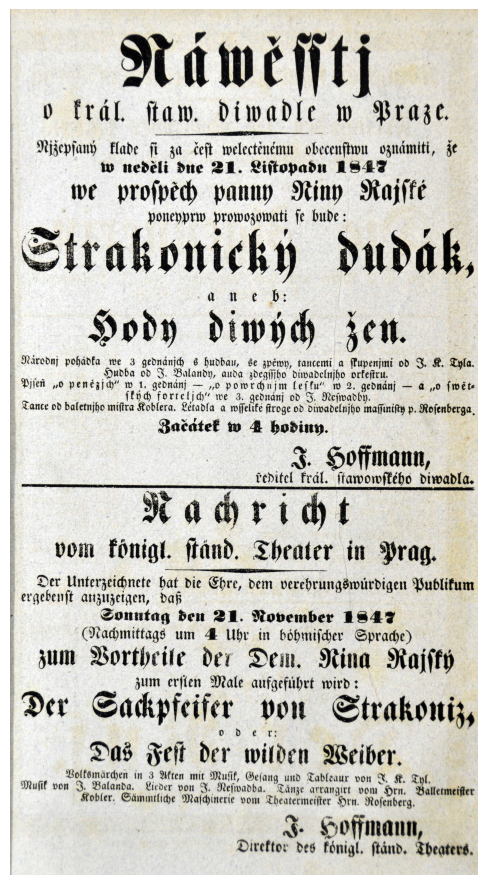 Náwěsstj
o král. staw. diwadle w Praze.
Njžepsaný klade si za čest welectěnému obecenstwu oznámiti, že
w neděli dne 21. Listopadu 1847
we prospěch panny Niny Rajské
poneyprw prowozowati se bude:
Strakonický dudák,
aneb:
Hody diwých žen.
Národnj pohádka we 3 gednánjch s hudbau, se zpěwy, tancemi a skupenjmi od J. K. Tyla.
Hudba od J. Balandy, auda zdegssjho diwadelnjho orkestru.
Pjseň „o penězjch" w 1. gednánj — „o powrchnjm lesku" w 2. gednánj — a „o swět-
ských forteljch" we 3. gednánj od J. Neswadby.
Tance od baletnjho mistra Koblera. Létadla a wsseliké stroge od diwadelnjho massinisty p. Rosenberga.
Začátek w 4 hodiny.
J. Hoffmann,
ředitel král. stawowského diwadla.
Nachricht
vom königl. ständ. Theater in Prag.
Der Unterzeichnete hat die Ehre, dem verehrungswürdigen Publikum
ergebenst anzuzeigen, daß
Sonntag den 21. November 1847
(Nachmittags um 4 Uhr in böhmischer Sprache)
zum Vortheile der Dem. Nina Rajský
zum ersten Male aufgeführt wird:
Der Sackpfeifer von Strakoniz,
oder:
Das Fest der wilden Weiber.
Volksmärchen in 3 Akten mit Musik, Gesang und Tableaux von J. K. Tyl.
Musik von J. Balanda. Lieder von J. Neswadba. Tänze arrangirt vom Hrn. Balletmeister
Kobler. Sämmtliche Maschinerie vom Theatermeister Hrn. Rosenberg.
J. Hoffmann,
Direktor des königl. ständ. Theaters.